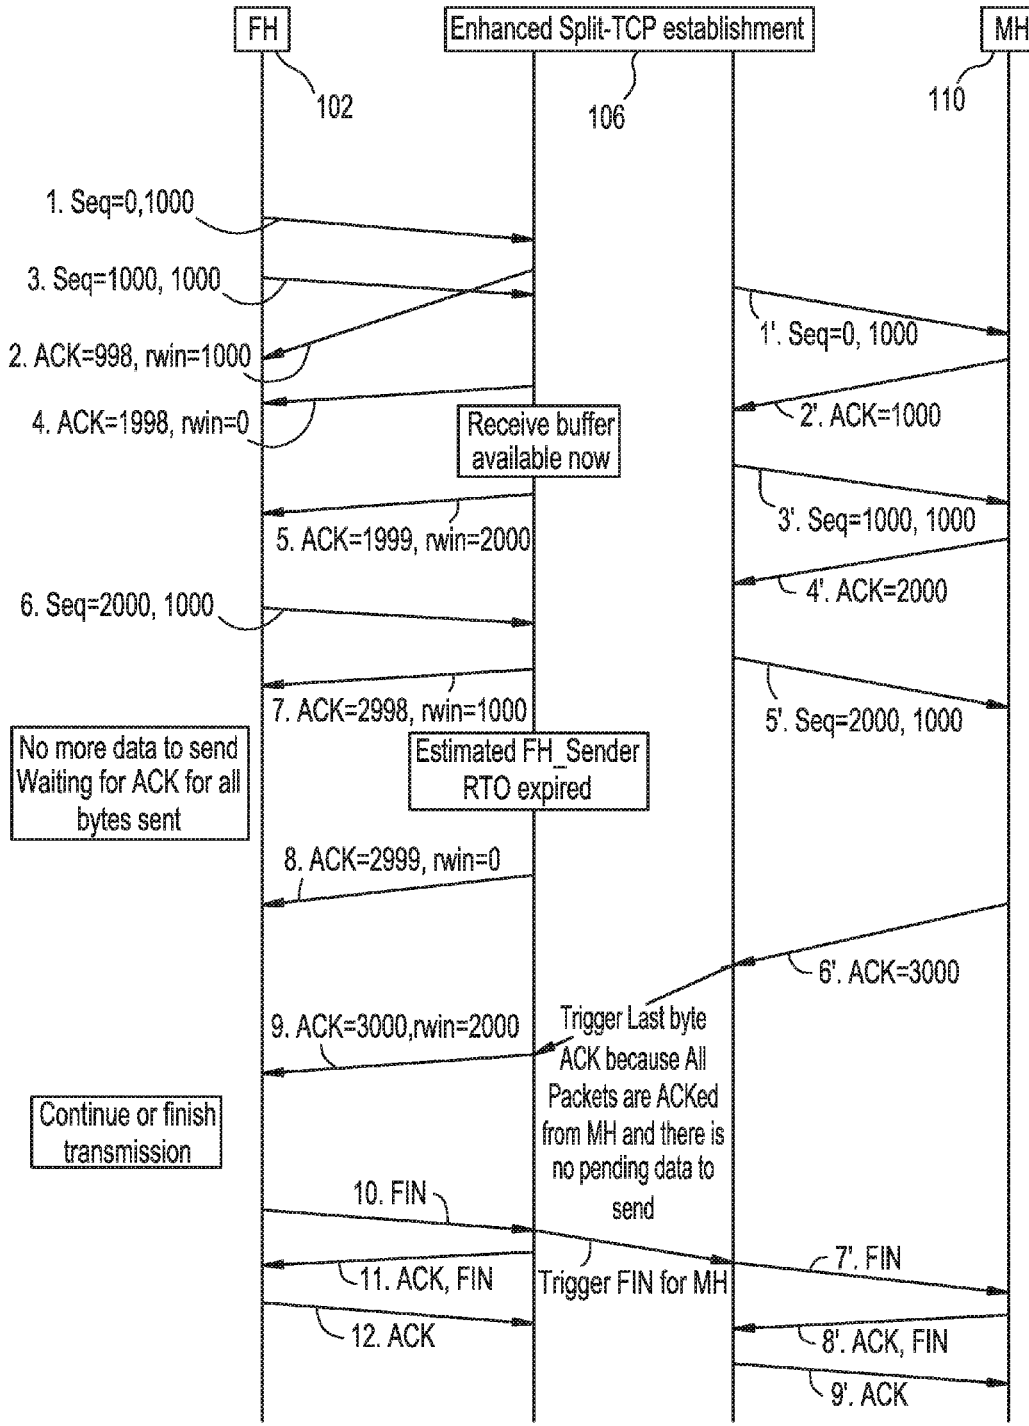 FH
Enhanced Split-TCP establishment
MH
102
106
110
1. Seq=0,1000
3. Seq=1000, 1000
1'. Seq=0, 1000
2. ACK=998, rwin=1000
4. ACK=1998, rwin=0
2'. ACK=1000
Receive buffer
available now
3'. Seq=1000, 1000
5. ACK=1999, rwin=2000
4'. ACK=2000
6. Seq=2000, 1000
7. ACK=2998, rwin=1000
5'. Seq=2000, 1000
No more data to send
Waiting for ACK for all
bytes sent
Estimated FH_Sender
RTO expired
8. ACK=2999, rwin=0
6'. ACK=3000
9. ACK=3000,rwin=2000
Trigger Last byte
ACK because All
Packets are ACKed
from MH and there is
no pending data to
send
Continue or finish
transmission
10. FIN
7'. FIN
11. ACK, FIN
Trigger FIN for MH
12. ACK
8'. ACK, FIN
9'. ACK